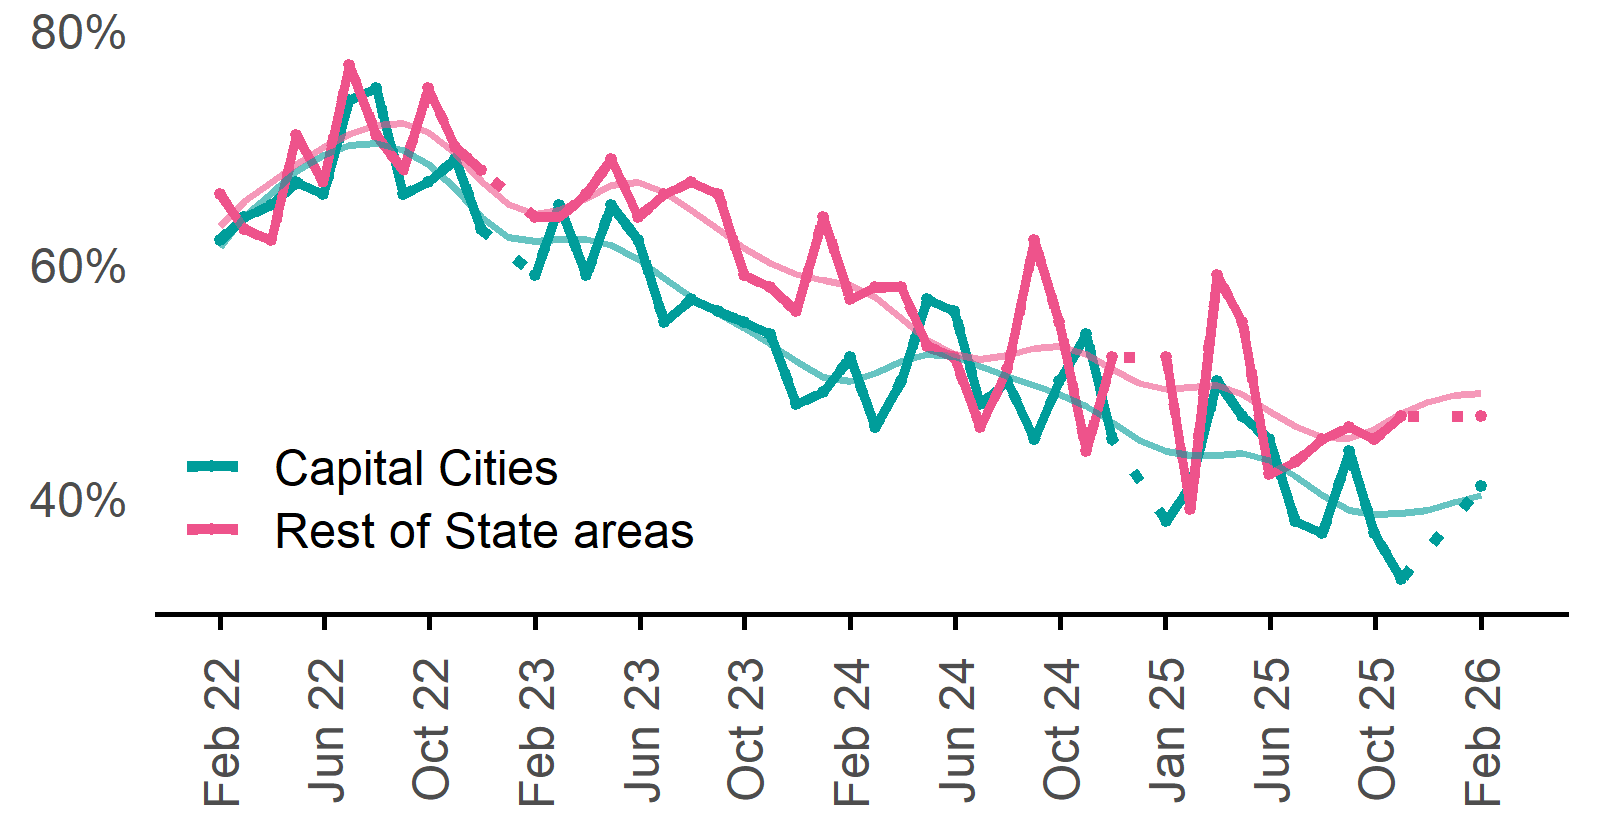 80%
60%
40%
Capital Cities
Rest of State areas
Feb 22
Jun 22
Oct 22
Feb 23
Jun 23
Oct 23
Feb 24
Jun 24
Oct 24
Jan 25
Jun 25
Oct 25
Feb 26